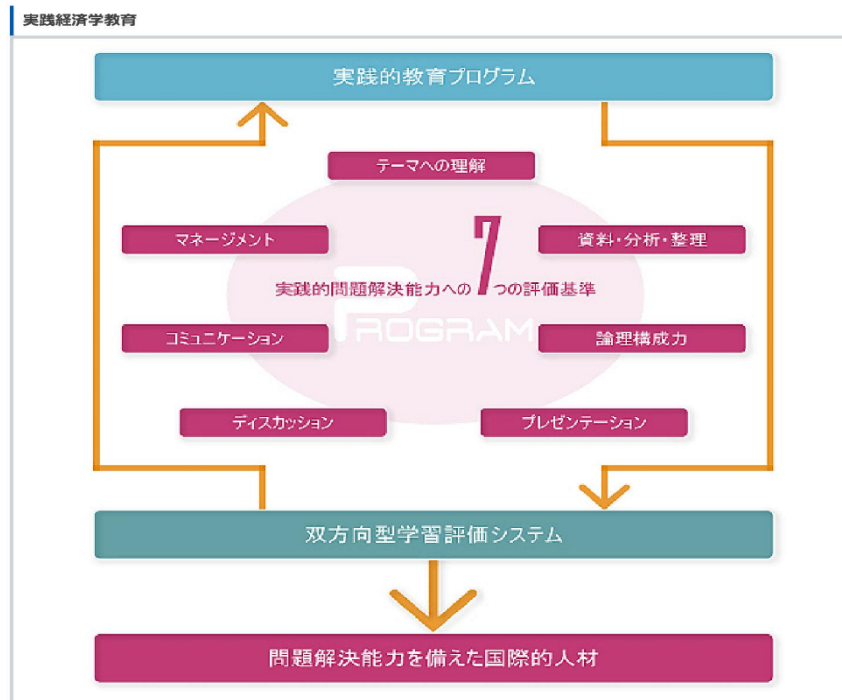 実践経済学教育
実践的教育プログラム
テーマへの理解
マネージメント
資料・分析・整理
実践的問題解決能力への7つの評価基準
PROGRAM
コミュニケーション
論理構成力
ディスカッション
プレゼンテーション
双方向型学習評価システム
問題解決能力を備えた国際的人材